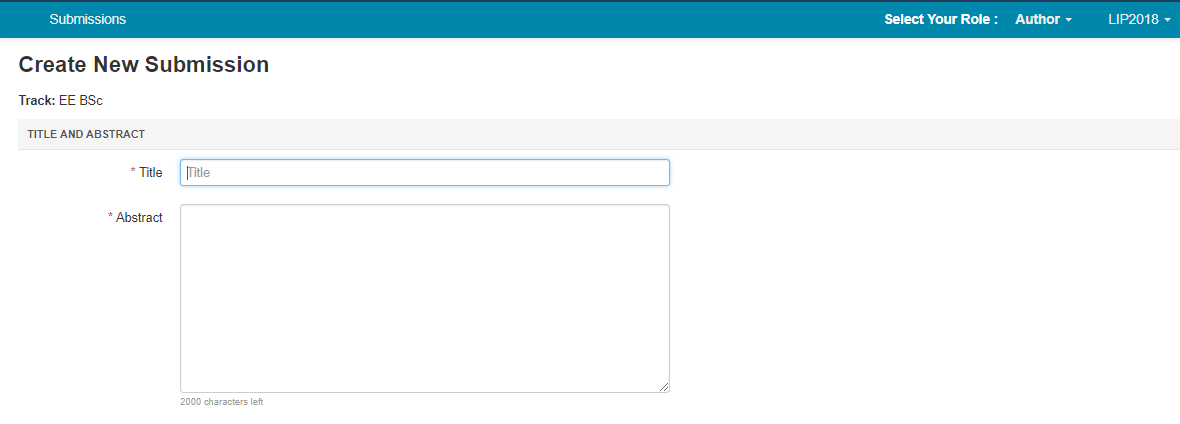 Submissions Select Your Role : Author LIP2018
Create New Submission
Track: EE BSc
TITLE AND ABSTRACT
* Title Title
* Abstract
2000 characters left